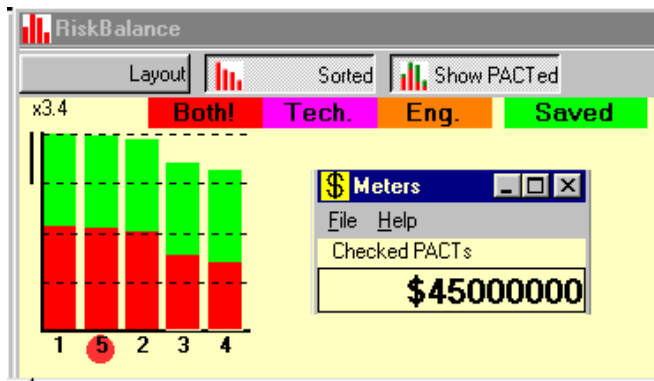 RiskBalance
Layout Sorted Show PACTed
x3.4 Both! Tech. Eng. Saved
$ Meters
File Help
Checked PACTs
$45000000
1 5 2 3 4